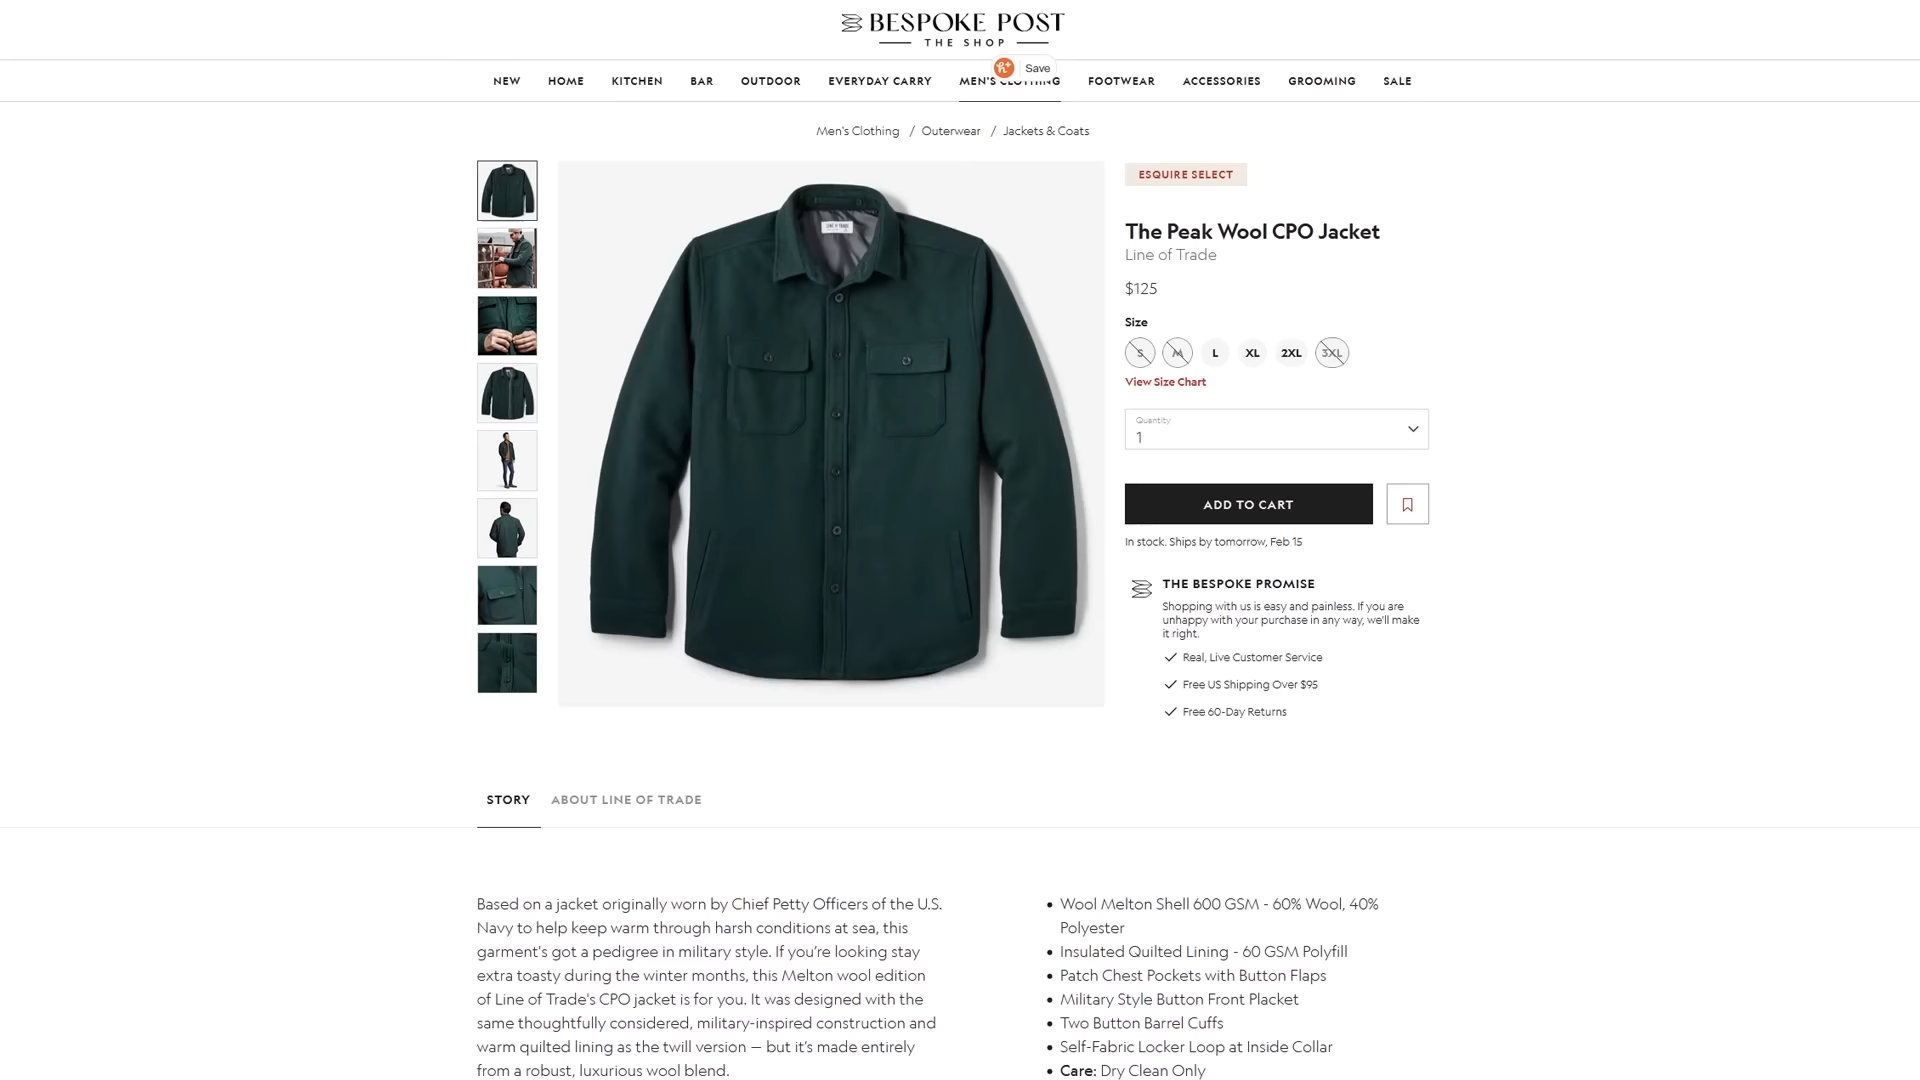 BESPOKE POST
THE SHOP
Save
NEW HOME KITCHEN BAR OUTDOOR EVERYDAY CARRY MEN'S CLOTHING FOOTWEAR ACCESSORIES GROOMING SALE
Men's Clothing / Outerwear / Jackets & Coats
ESQUIRE SELECT
LINE OF TRADE
The Peak Wool CPO Jacket
Line of Trade
$125
Size
S M L XL 2XL 3XL
View Size Chart
Quantity
1
ADD TO CART
In stock. Ships by tomorrow, Feb 15
THE BESPOKE PROMISE
Shopping with us is easy and painless. If you are
unhappy with your purchase in any way, we'll make
it right.
Real, Live Customer Service
Free US Shipping Over $95
Free 60-Day Returns
STORY ABOUT LINE OF TRADE
Based on a jacket originally worn by Chief Petty Officers of the U.S.
Navy to help keep warm through harsh conditions at sea, this
garment's got a pedigree in military style. If you're looking stay
extra toasty during the winter months, this Melton wool edition
of Line of Trade's CPO jacket is for you. It was designed with the
same thoughtfully considered, military-inspired construction and
warm quilted lining as the twill version — but it's made entirely
from a robust, luxurious wool blend.
• Wool Melton Shell 600 GSM - 60% Wool, 40%
Polyester
• Insulated Quilted Lining - 60 GSM Polyfill
• Patch Chest Pockets with Button Flaps
• Military Style Button Front Placket
• Two Button Barrel Cuffs
• Self-Fabric Locker Loop at Inside Collar
• Care: Dry Clean Only